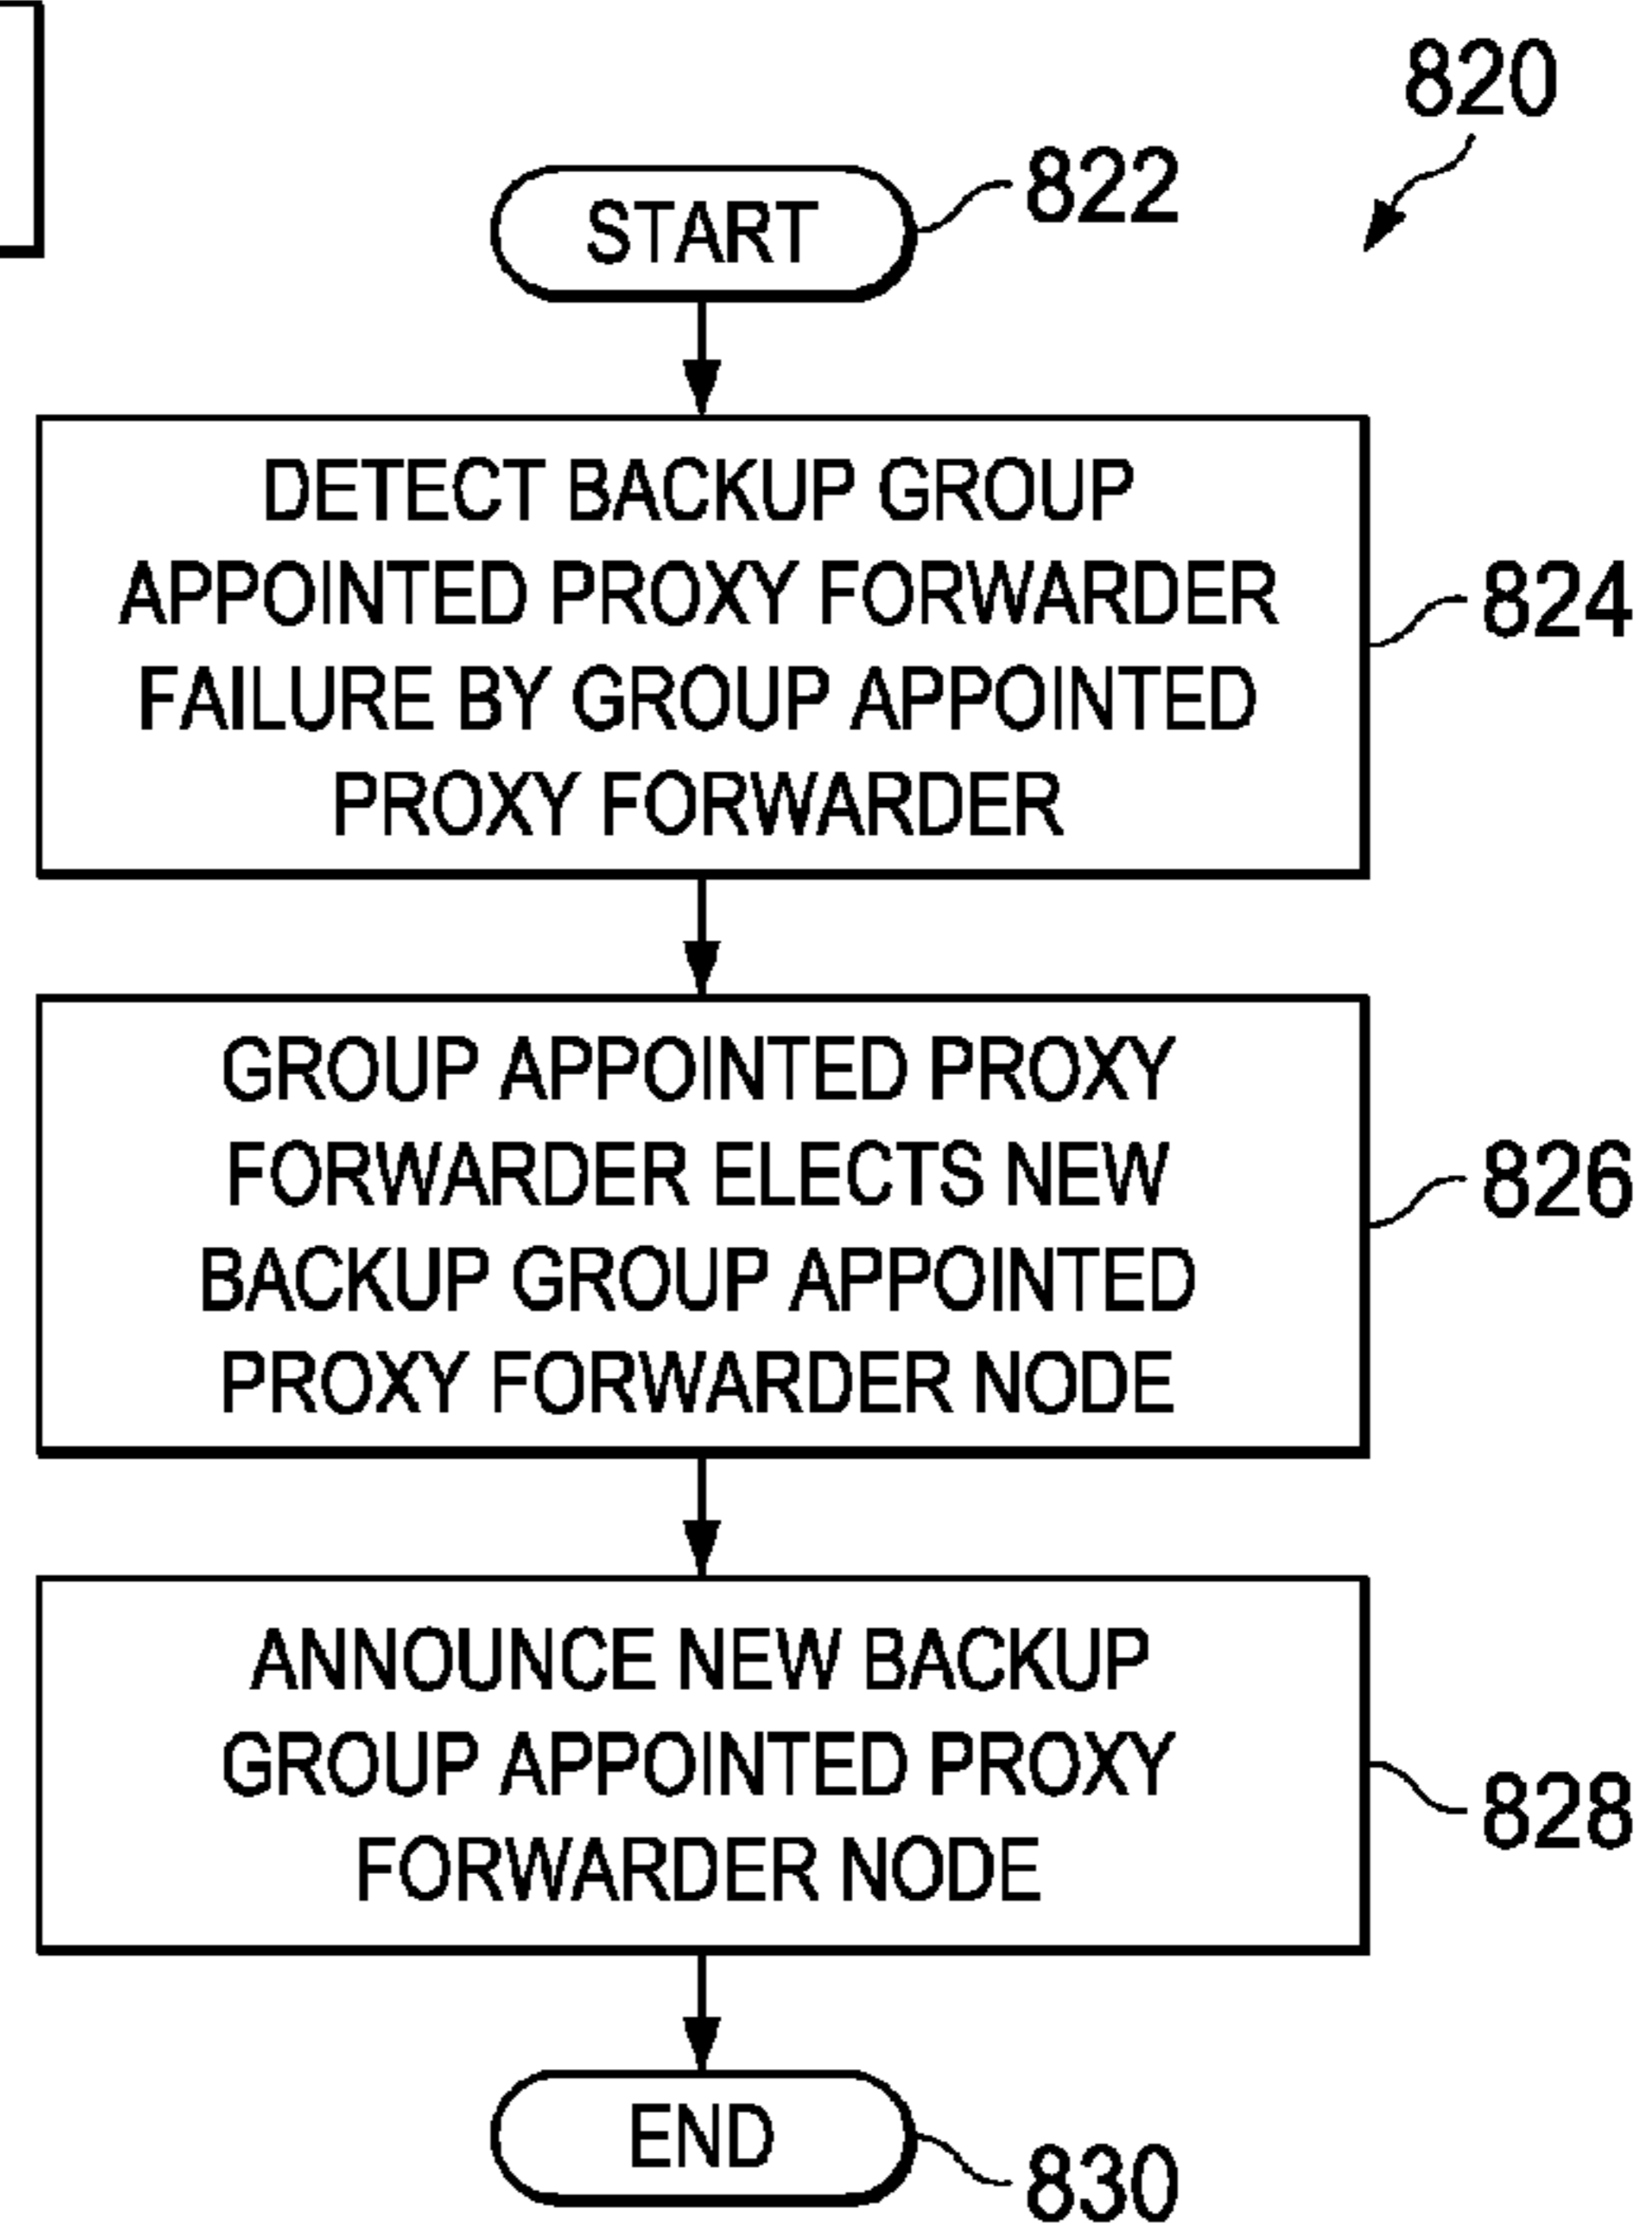 820
START
822
DETECT BACKUP GROUP
APPOINTED PROXY FORWARDER
FAILURE BY GROUP APPOINTED
PROXY FORWARDER
824
GROUP APPOINTED PROXY
FORWARDER ELECTS NEW
BACKUP GROUP APPOINTED
PROXY FORWARDER NODE
826
ANNOUNCE NEW BACKUP
GROUP APPOINTED PROXY
FORWARDER NODE
828
END
830